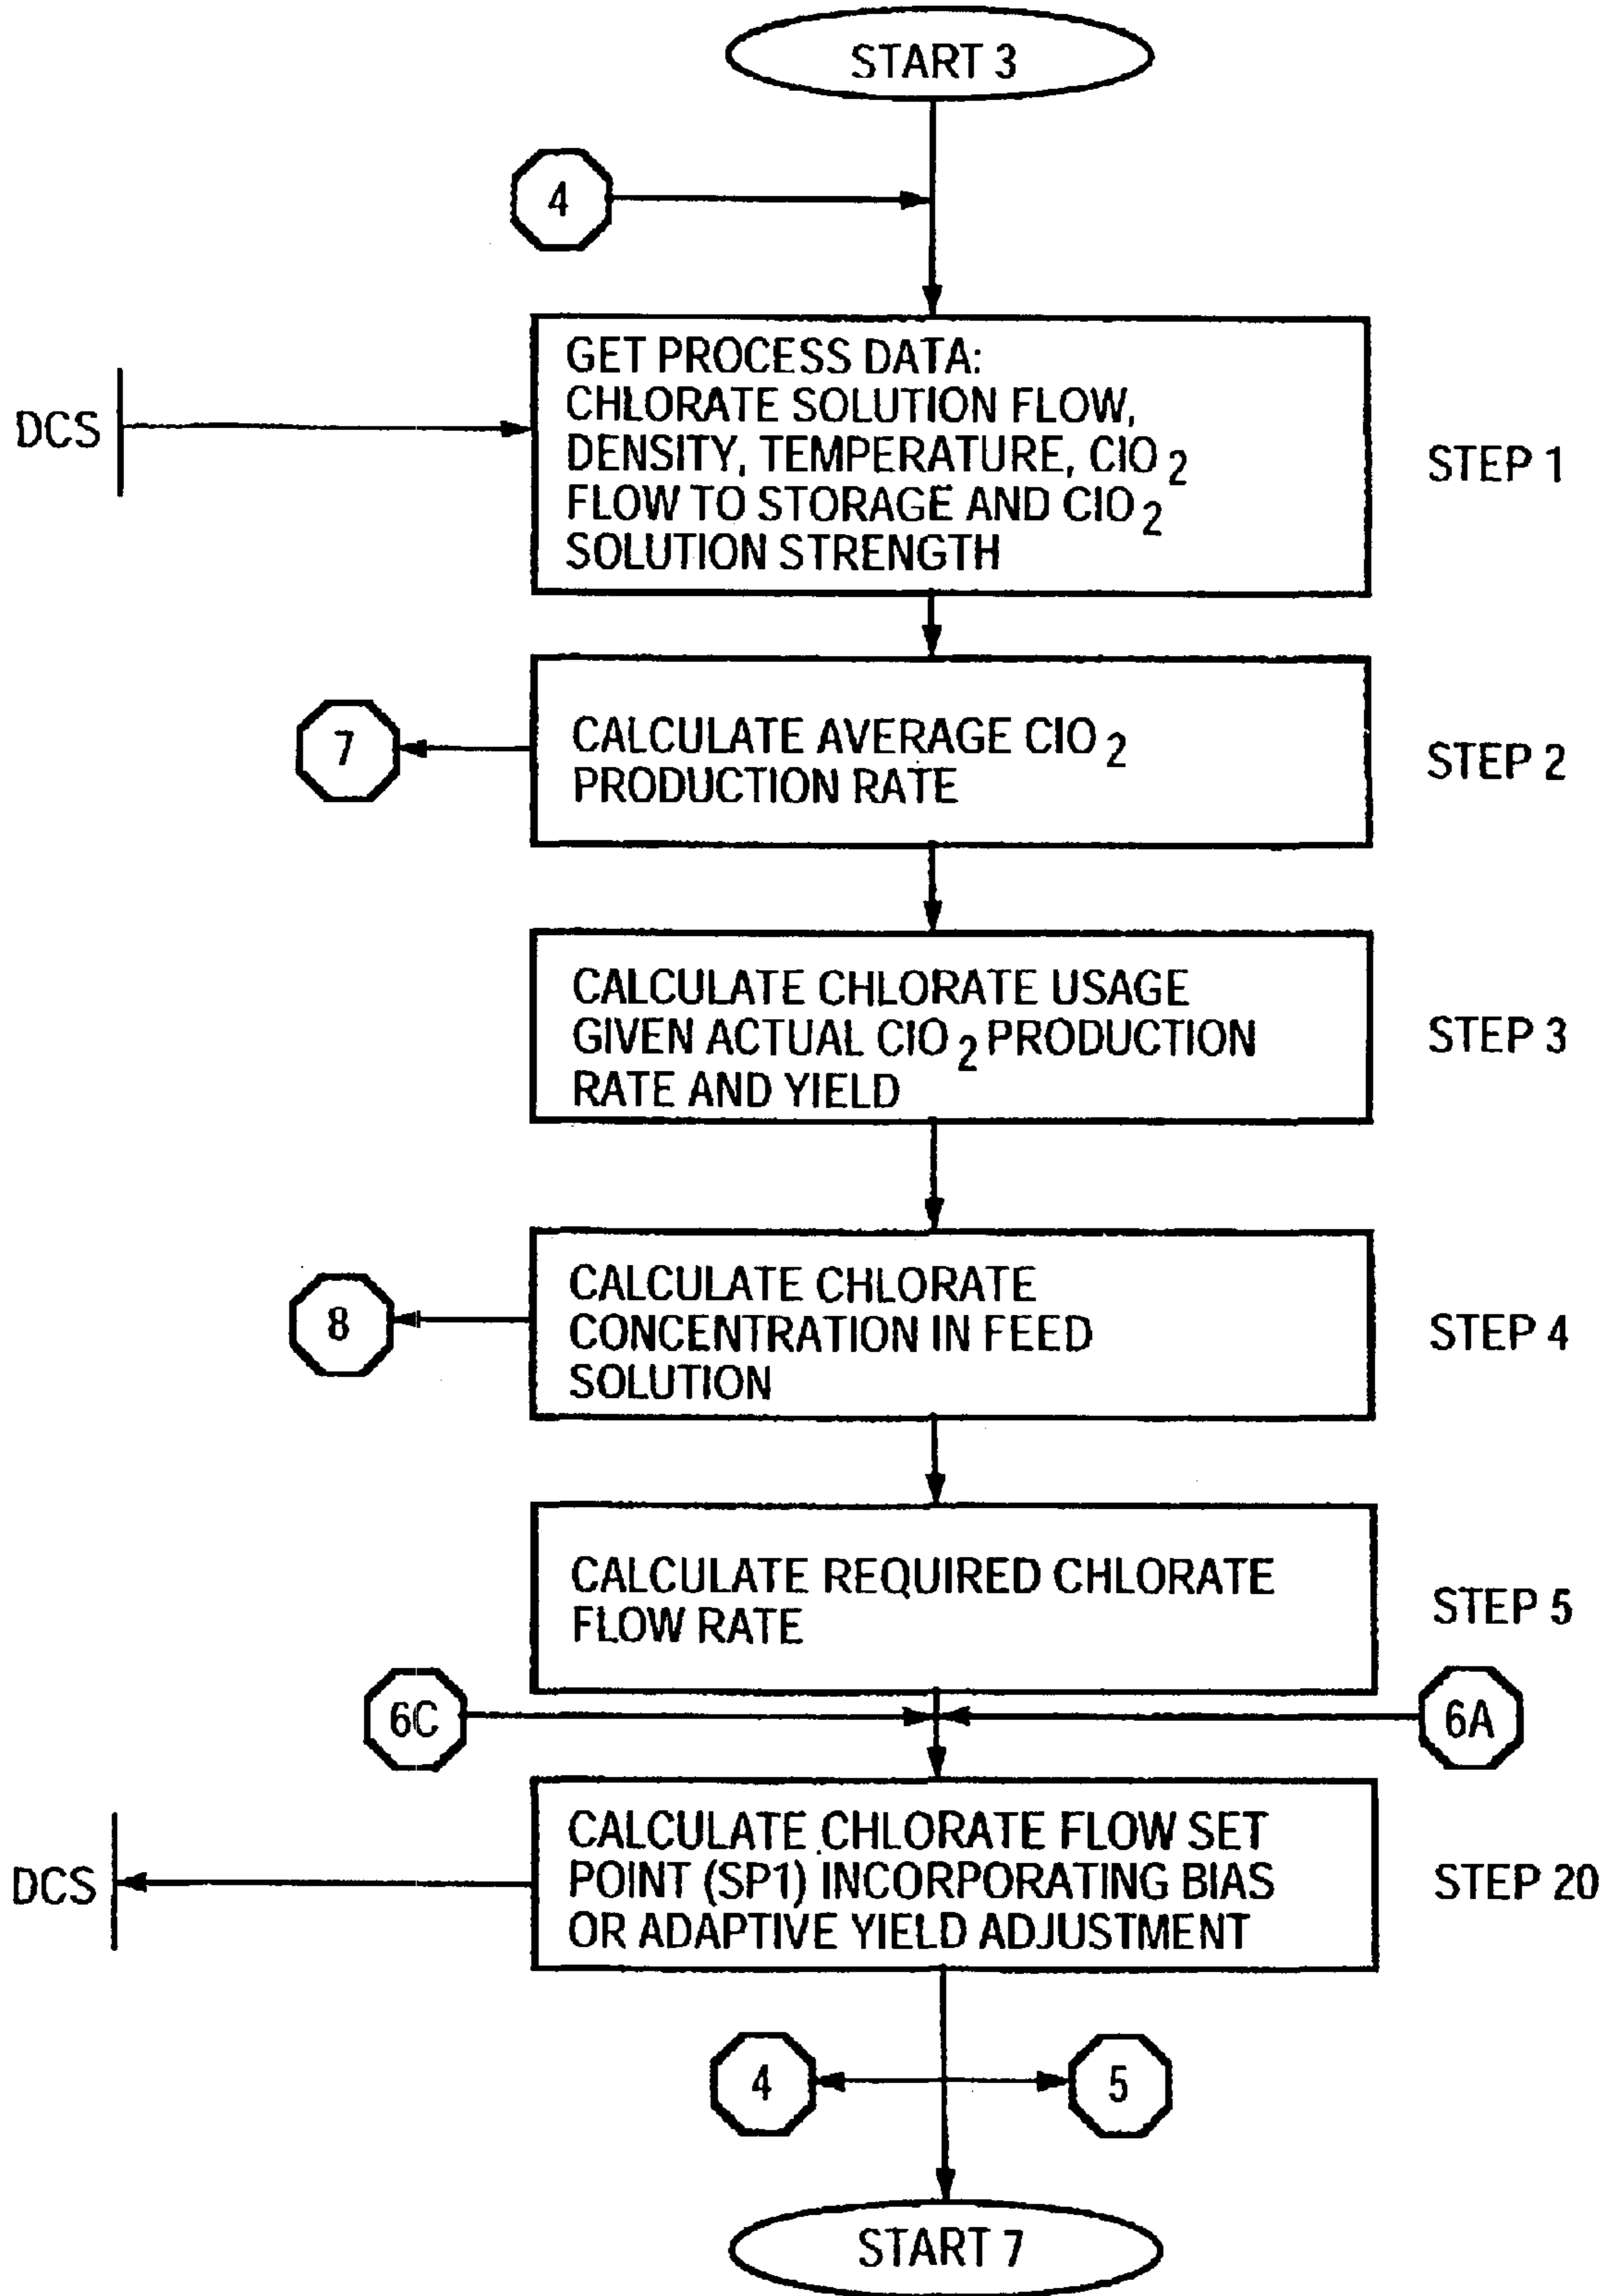 START 3
4
GET PROCESS DATA:
CHLORATE SOLUTION FLOW,
DENSITY, TEMPERATURE, ClO 2
FLOW TO STORAGE AND ClO 2
SOLUTION STRENGTH
DCS
STEP 1
CALCULATE AVERAGE ClO 2
PRODUCTION RATE
7
STEP 2
CALCULATE CHLORATE USAGE
GIVEN ACTUAL ClO 2 PRODUCTION
RATE AND YIELD
STEP 3
CALCULATE CHLORATE
CONCENTRATION IN FEED
SOLUTION
8
STEP 4
CALCULATE REQUIRED CHLORATE
FLOW RATE
STEP 5
6C
6A
CALCULATE CHLORATE FLOW SET
POINT (SP1) INCORPORATING BIAS
OR ADAPTIVE YIELD ADJUSTMENT
DCS
STEP 20
4
5
START 7